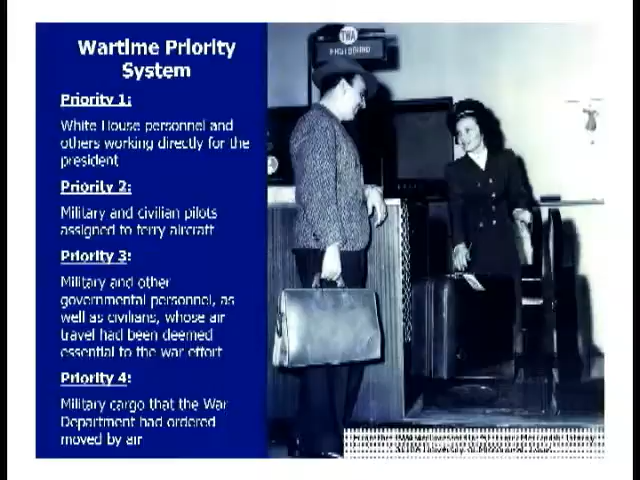 Wartime Priority
System
Priority 1:
White House personnel and
others working directly for the
president
Priority 2:
Military and civilian pilots
assigned to ferry aircraft
Priority 3:
Military and other
governmental personnel, as
well as civilians, whose air
travel had been deemed
essential to the war effort
Priority 4:
Military cargo that the War
Department had ordered
moved by air
TWA